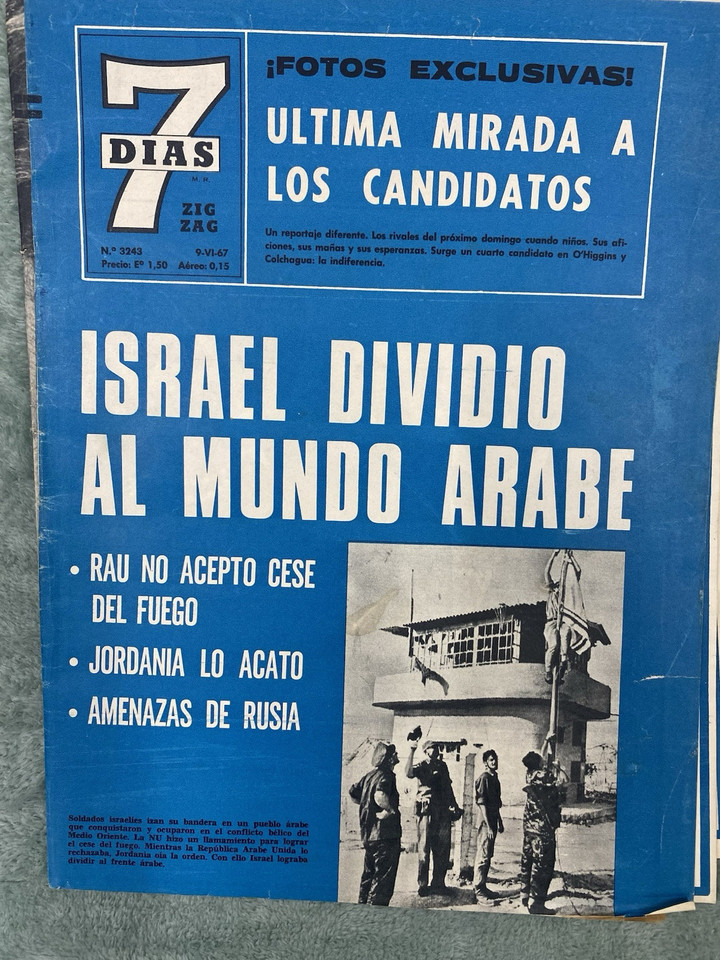 7
DIAS
M. R.
ZIG
ZAG
N.º 3243 9-VI-67
Precio: Eº 1,50 Aéreo: 0,15
¡FOTOS EXCLUSIVAS!
ULTIMA MIRADA A
LOS CANDIDATOS
Un reportaje diferente. Los rivales del próximo domingo cuando niños. Sus afi-
ciones, sus mañas y sus esperanzas. Surge un cuarto candidato en O'Higgins y
Colchagua: la indiferencia.
ISRAEL DIVIDIO
AL MUNDO ARABE
• RAU NO ACEPTO CESE
DEL FUEGO
• JORDANIA LO ACATO
• AMENAZAS DE RUSIA
Soldados israelíes izan su bandera en un pueblo árabe
que conquistaron y ocuparon en el conflicto bélico del
Medio Oriente. La NU hizo un llamamiento para lograr
el cese del fuego. Mientras la República Arabe Unida lo
rechazaba, Jordania oía la orden. Con ello Israel lograba
dividir al frente árabe.